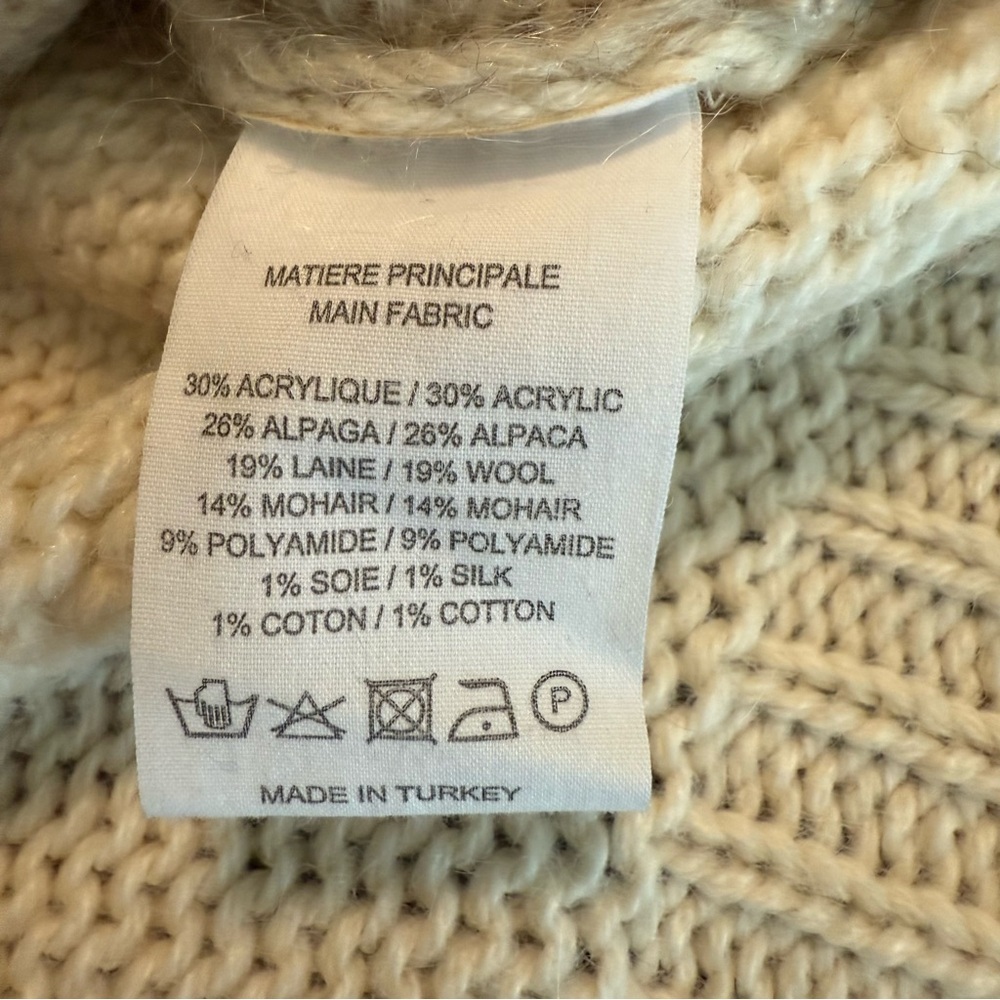 MATIERE PRINCIPALE
MAIN FABRIC
30% ACRYLIQUE / 30% ACRYLIC
26% ALPAGA / 26% ALPACA
19% LAINE / 19% WOOL
14% MOHAIR / 14% MOHAIR
9% POLYAMIDE / 9% POLYAMIDE
1% SOIE / 1% SILK
1% COTON / 1% COTTON
P
MADE IN TURKEY